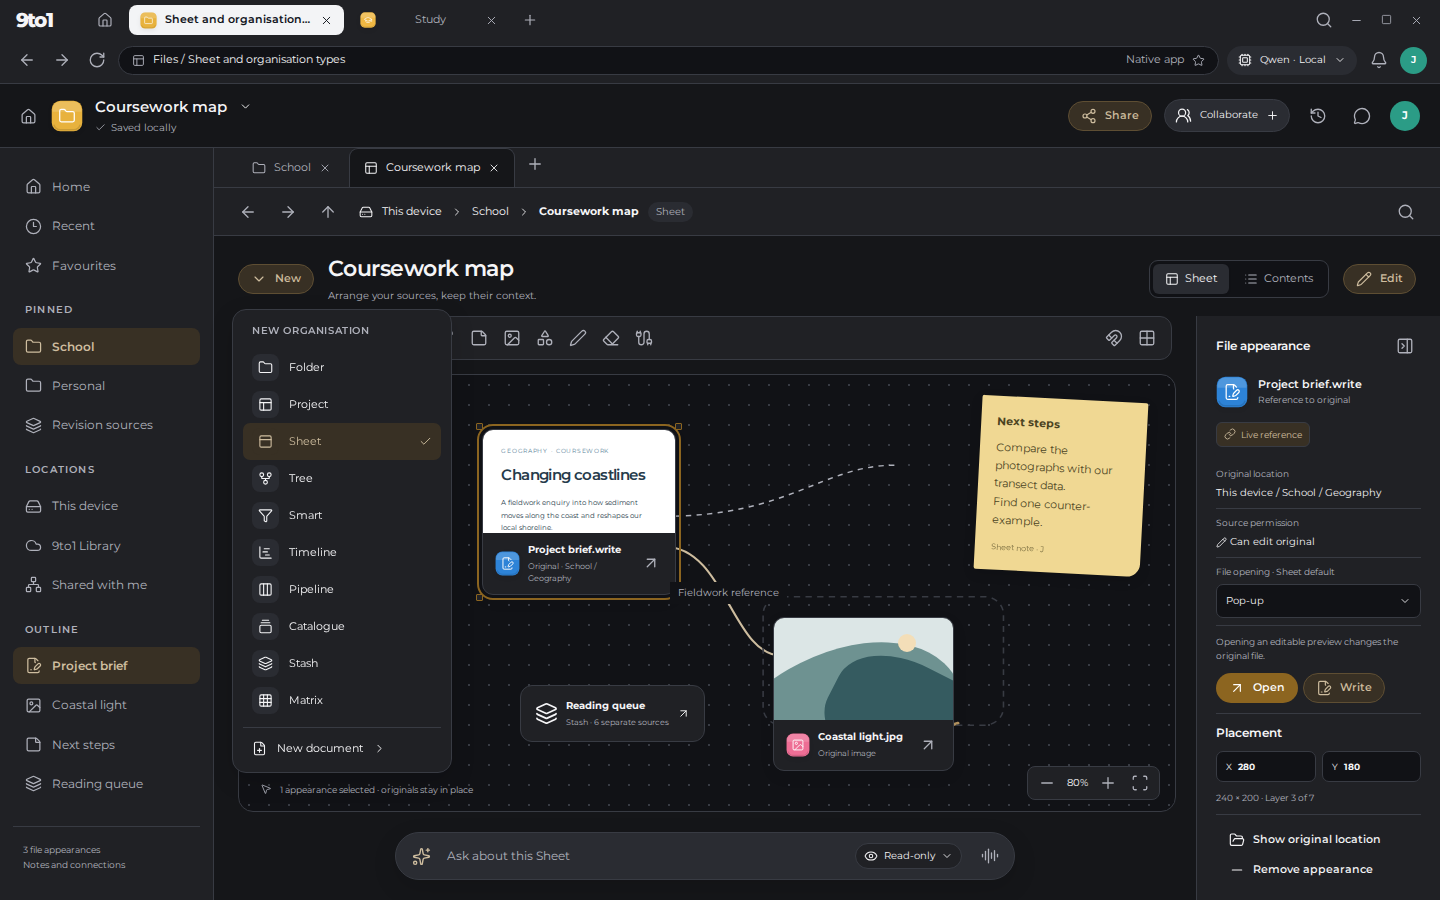 9to1
Sheet and organisation...
Study
Files / Sheet and organisation types
Native app
Qwen · Local
J
Coursework map
Saved locally
Share
Collaborate
J
Home
Recent
Favourites
PINNED
School
Personal
Revision sources
LOCATIONS
This device
9to1 Library
Shared with me
OUTLINE
Project brief
Coastal light
Next steps
Reading queue
3 file appearances
Notes and connections
School
Coursework map
This device
School
Coursework map
Sheet
New
Coursework map
Arrange your sources, keep their context.
Sheet
Contents
Edit
NEW ORGANISATION
Folder
Project
Sheet
Tree
Smart
Timeline
Pipeline
Catalogue
Stash
Matrix
New document
GEOGRAPHY · COURSEWORK
Changing coastlines
A fieldwork enquiry into how sediment
moves along the coast and reshapes our
local shoreline.
Project brief.write
Original · School /
Geography
Fieldwork reference
Next steps
Compare the
photographs with our
transect data.
Find one counter-
example.
Sheet note · J
Reading queue
Stash · 6 separate sources
Coastal light.jpg
Original image
1 appearance selected · originals stay in place
80%
Ask about this Sheet
Read-only
File appearance
Project brief.write
Reference to original
Live reference
Original location
This device / School / Geography
Source permission
Can edit original
File opening · Sheet default
Pop-up
Opening an editable preview changes the
original file.
Open
Write
Placement
X 280
Y 180
240 × 200 · Layer 3 of 7
Show original location
Remove appearance